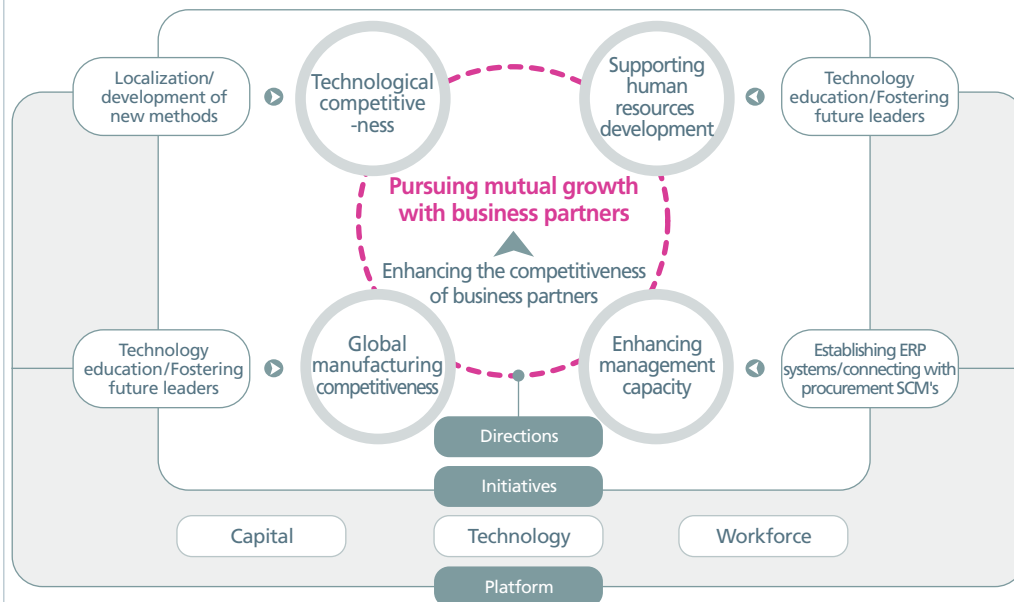 Localization/
development of
new methods
Technological
competitive
-ness
Supporting
human
resources
development
Technology
education/Fostering
future leaders
Pursuing mutual growth
with business partners
Enhancing the competitiveness
of business partners
Technology
education/Fostering
future leaders
Global
manufacturing
competitiveness
Enhancing
management
capacity
Establishing ERP
systems/connecting with
procurement SCM's
Directions
Initiatives
Capital
Technology
Workforce
Platform